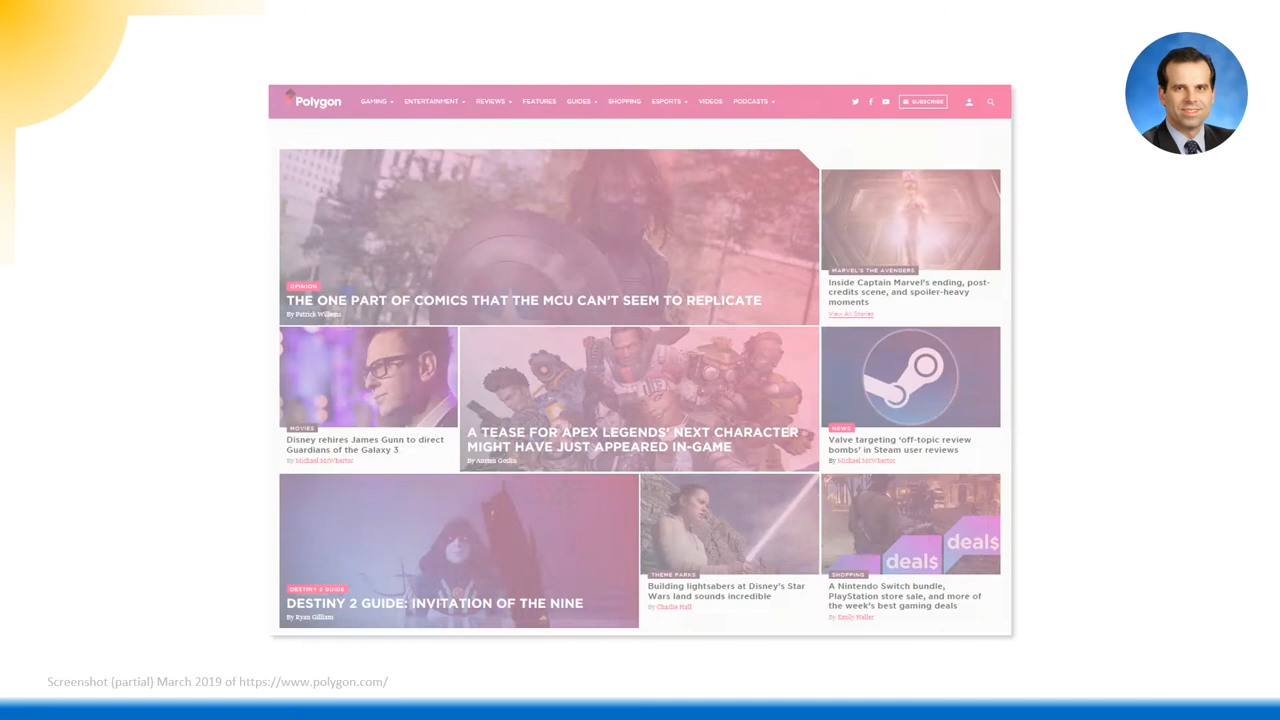 Polygon
GAMING
ENTERTAINMENT
REVIEWS
FEATURES
GUIDES
SHOPPING
ESPORTS
VIDEOS
PODCASTS
SUBSCRIBE
OPINION
THE ONE PART OF COMICS THAT THE MCU CAN'T SEEM TO REPLICATE
By Patrick Willems
MARVEL'S THE AVENGERS
Inside Captain Marvel's ending, post-
credits scene, and spoiler-heavy
moments
View All Stories
MOVIES
Disney rehires James Gunn to direct
Guardians of the Galaxy 3
By Michael McWhertor
A TEASE FOR APEX LEGENDS' NEXT CHARACTER
MIGHT HAVE JUST APPEARED IN-GAME
By Austen Goslin
NEWS
Valve targeting 'off-topic review
bombs' in Steam user reviews
By Michael McWhertor
DESTINY 2 GUIDE
DESTINY 2 GUIDE: INVITATION OF THE NINE
By Ryan Gilliam
THEME PARKS
Building lightsabers at Disney's Star
Wars land sounds incredible
By Charlie Hall
deal$
deal$
SHOPPING
A Nintendo Switch bundle,
PlayStation store sale, and more of
the week's best gaming deals
By Emily Heller
Screenshot (partial) March 2019 of https://www.polygon.com/